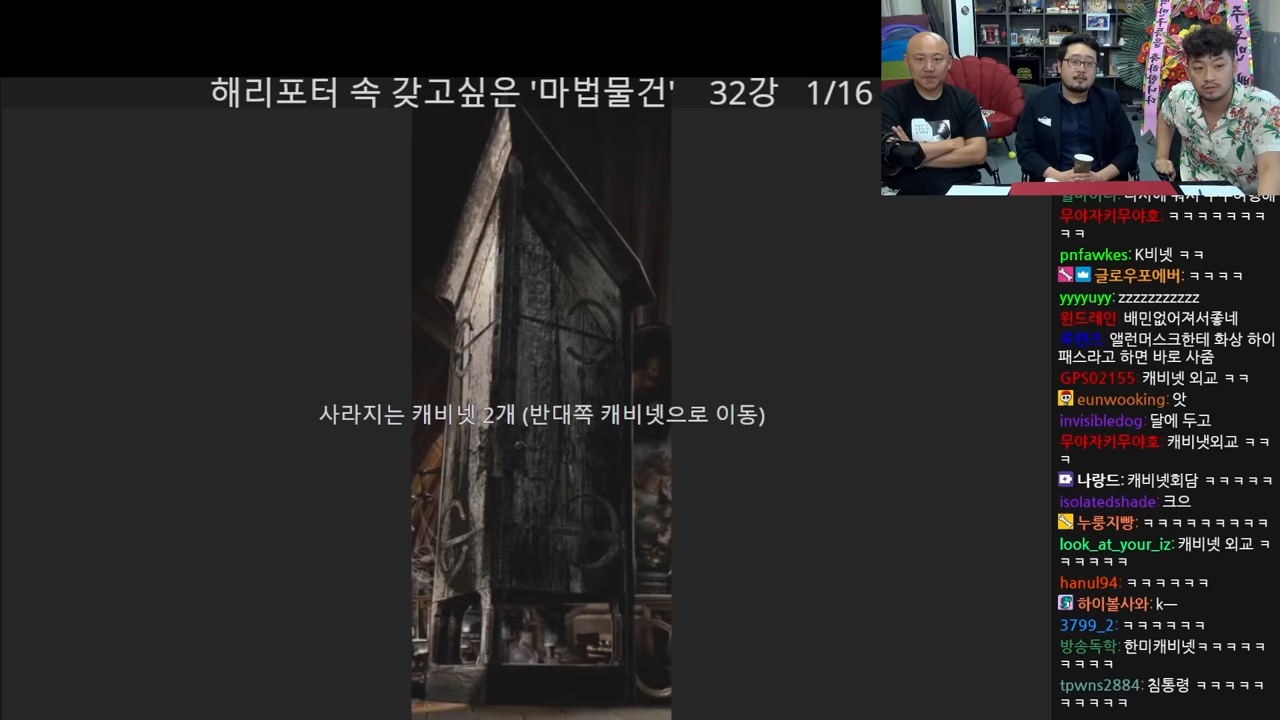 해리포터 속 갖고싶은 '마법물건' 32강 1/16
사라지는 캐비넷 2개 (반대쪽 캐비넷으로 이동)
무야자키무야호: ㅋㅋㅋㅋㅋㅋㅋ
ㅋㅋ
pnfawkes: K비넷 ㅋㅋ
글로우포에버: ㅋㅋㅋㅋ
yyyyuyy: zzzzzzzzzzz
윈드레인: 배민없어져서좋네
앨런머스크한테 화상 하이
패스라고 하면 바로 사줌
GPS02155: 캐비넷 외교 ㅋㅋ
eunwooking: 앗
invisibledog: 달에 두고
무야자키무야호: 캐비넷외교 ㅋㅋ
ㅋ
나랑드: 캐비넷회담 ㅋㅋㅋㅋㅋ
isolatedshade: 크으
누룽지빵: ㅋㅋㅋㅋㅋㅋㅋㅋㅋ
look_at_your_iz: 캐비넷 외교 ㅋ
ㅋㅋㅋㅋㅋ
hanul94: ㅋㅋㅋㅋㅋㅋ
하이볼사와: k—
3799_2: ㅋㅋㅋㅋㅋㅋ
방송독학: 한미캐비넷ㅋㅋㅋㅋㅋ
ㅋㅋㅋㅋ
tpwns2884: 침통령 ㅋㅋㅋㅋㅋ
ㅋㅋㅋㅋㅋ